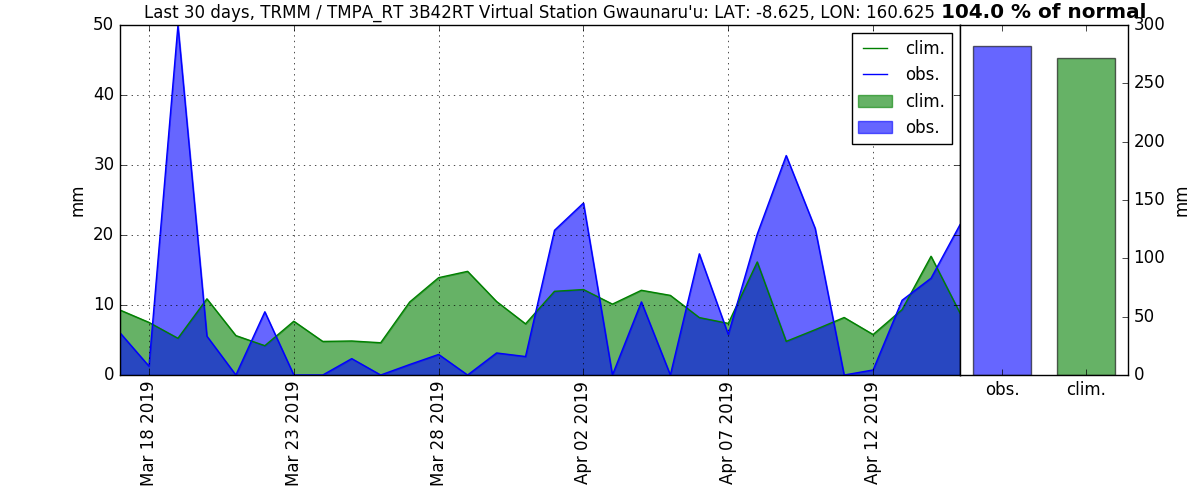 Last 30 days, TRMM / TMPA_RT 3B42RT Virtual Station Gwaunaru'u: LAT: -8.625, LON: 160.625 104.0 % of normal
50
40
30
20
10
0
mm
clim.
obs.
clim.
obs.
300
250
200
150
100
50
0
mm
Mar 18 2019
Mar 23 2019
Mar 28 2019
Apr 02 2019
Apr 07 2019
Apr 12 2019
obs. clim.